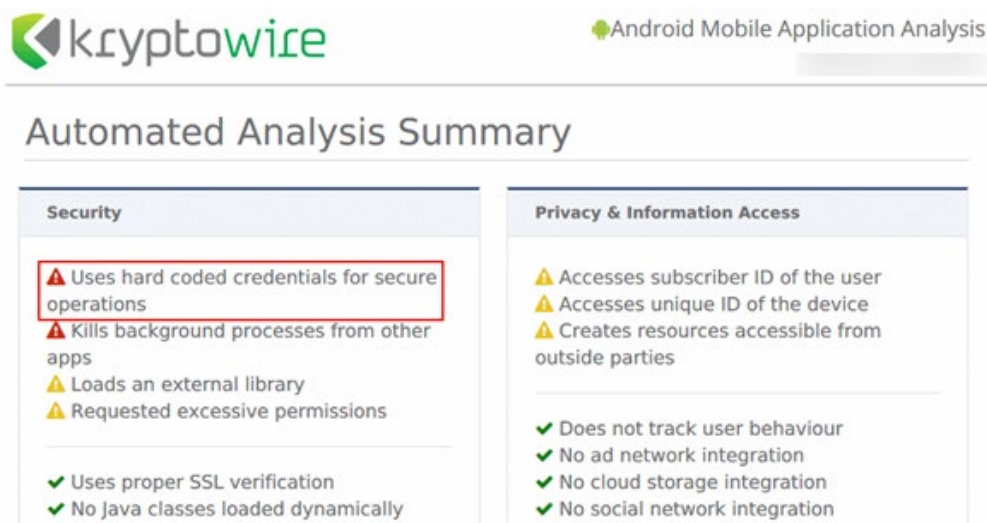 kryptowire
Android Mobile Application Analysis
Automated Analysis Summary
Security
Uses hard coded credentials for secure
operations
Kills background processes from other
apps
Loads an external library
Requested excessive permissions
Uses proper SSL verification
No Java classes loaded dynamically
Privacy & Information Access
Accesses subscriber ID of the user
Accesses unique ID of the device
Creates resources accessible from
outside parties
Does not track user behaviour
No ad network integration
No cloud storage integration
No social network integration